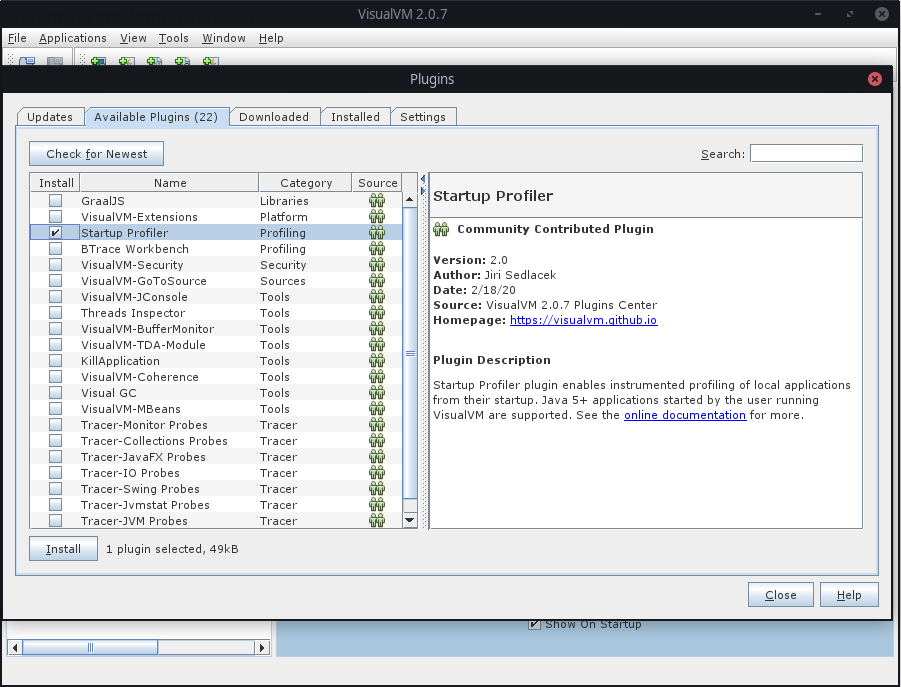 VisualVM 2.0.7
File Applications View Tools Window Help
Plugins
Updates Available Plugins (22) Downloaded Installed Settings
Check for Newest
Search:
Install Name Category Source
GraalJS Libraries
VisualVM-Extensions Platform
Startup Profiler Profiling
BTrace Workbench Profiling
VisualVM-Security Security
VisualVM-GoToSource Sources
VisualVM-JConsole Tools
Threads Inspector Tools
VisualVM-BufferMonitor Tools
VisualVM-TDA-Module Tools
KillApplication Tools
VisualVM-Coherence Tools
Visual GC Tools
VisualVM-MBeans Tools
Tracer-Monitor Probes Tracer
Tracer-Collections Probes Tracer
Tracer-JavaFX Probes Tracer
Tracer-IO Probes Tracer
Tracer-Swing Probes Tracer
Tracer-Jvmstat Probes Tracer
Tracer-JVM Probes Tracer
Startup Profiler
Community Contributed Plugin
Version: 2.0
Author: Jiri Sedlacek
Date: 2/18/20
Source: VisualVM 2.0.7 Plugins Center
Homepage: https://visualvm.github.io
Plugin Description
Startup Profiler plugin enables instrumented profiling of local applications
from their startup. Java 5+ applications started by the user running
VisualVM are supported. See the online documentation for more.
Install 1 plugin selected, 49kB
Close Help
Show On Startup